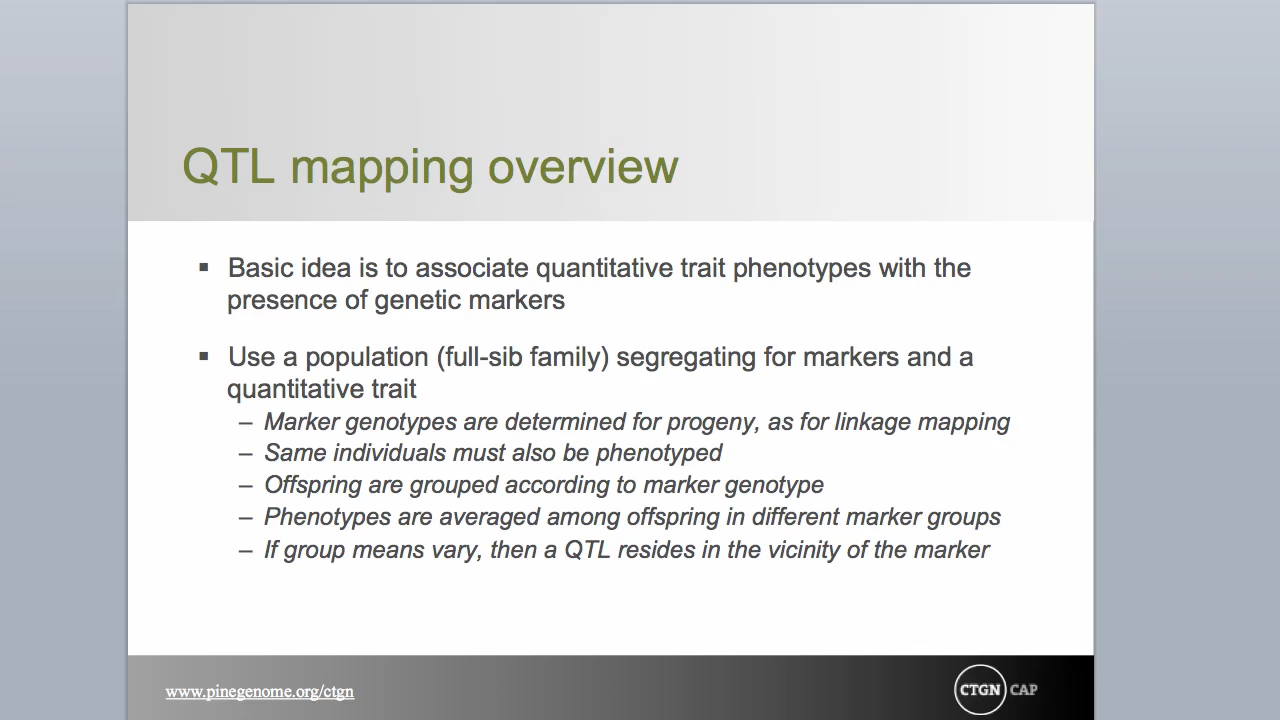 QTL mapping overview
▪ Basic idea is to associate quantitative trait phenotypes with the
presence of genetic markers
▪ Use a population (full-sib family) segregating for markers and a
quantitative trait
– Marker genotypes are determined for progeny, as for linkage mapping
– Same individuals must also be phenotyped
– Offspring are grouped according to marker genotype
– Phenotypes are averaged among offspring in different marker groups
– If group means vary, then a QTL resides in the vicinity of the marker
www.pinegenome.org/ctgn
CTGN CAP